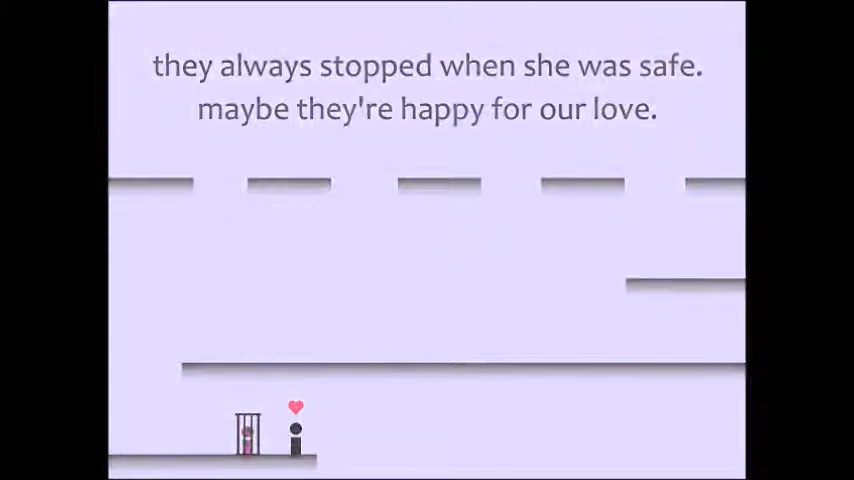 they always stopped when she was safe.
maybe they're happy for our love.